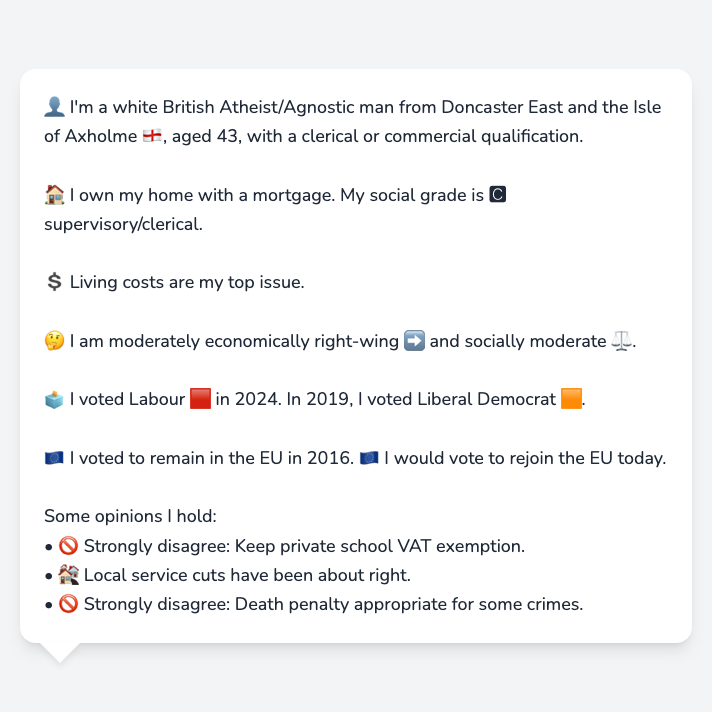 👤 I'm a white British Atheist/Agnostic man from Doncaster East and the Isle
of Axholme 🏴󠁧󠁢󠁥󠁮󠁧󠁿, aged 43, with a clerical or commercial qualification.
🏠 I own my home with a mortgage. My social grade is C
supervisory/clerical.
$ Living costs are my top issue.
🤔 I am moderately economically right-wing ➡️ and socially moderate ⚖️.
🗳️ I voted Labour 🟥 in 2024. In 2019, I voted Liberal Democrat 🟧.
🇪🇺 I voted to remain in the EU in 2016. 🇪🇺 I would vote to rejoin the EU today.
Some opinions I hold:
• 🚫 Strongly disagree: Keep private school VAT exemption.
• 🏚️ Local service cuts have been about right.
• 🚫 Strongly disagree: Death penalty appropriate for some crimes.